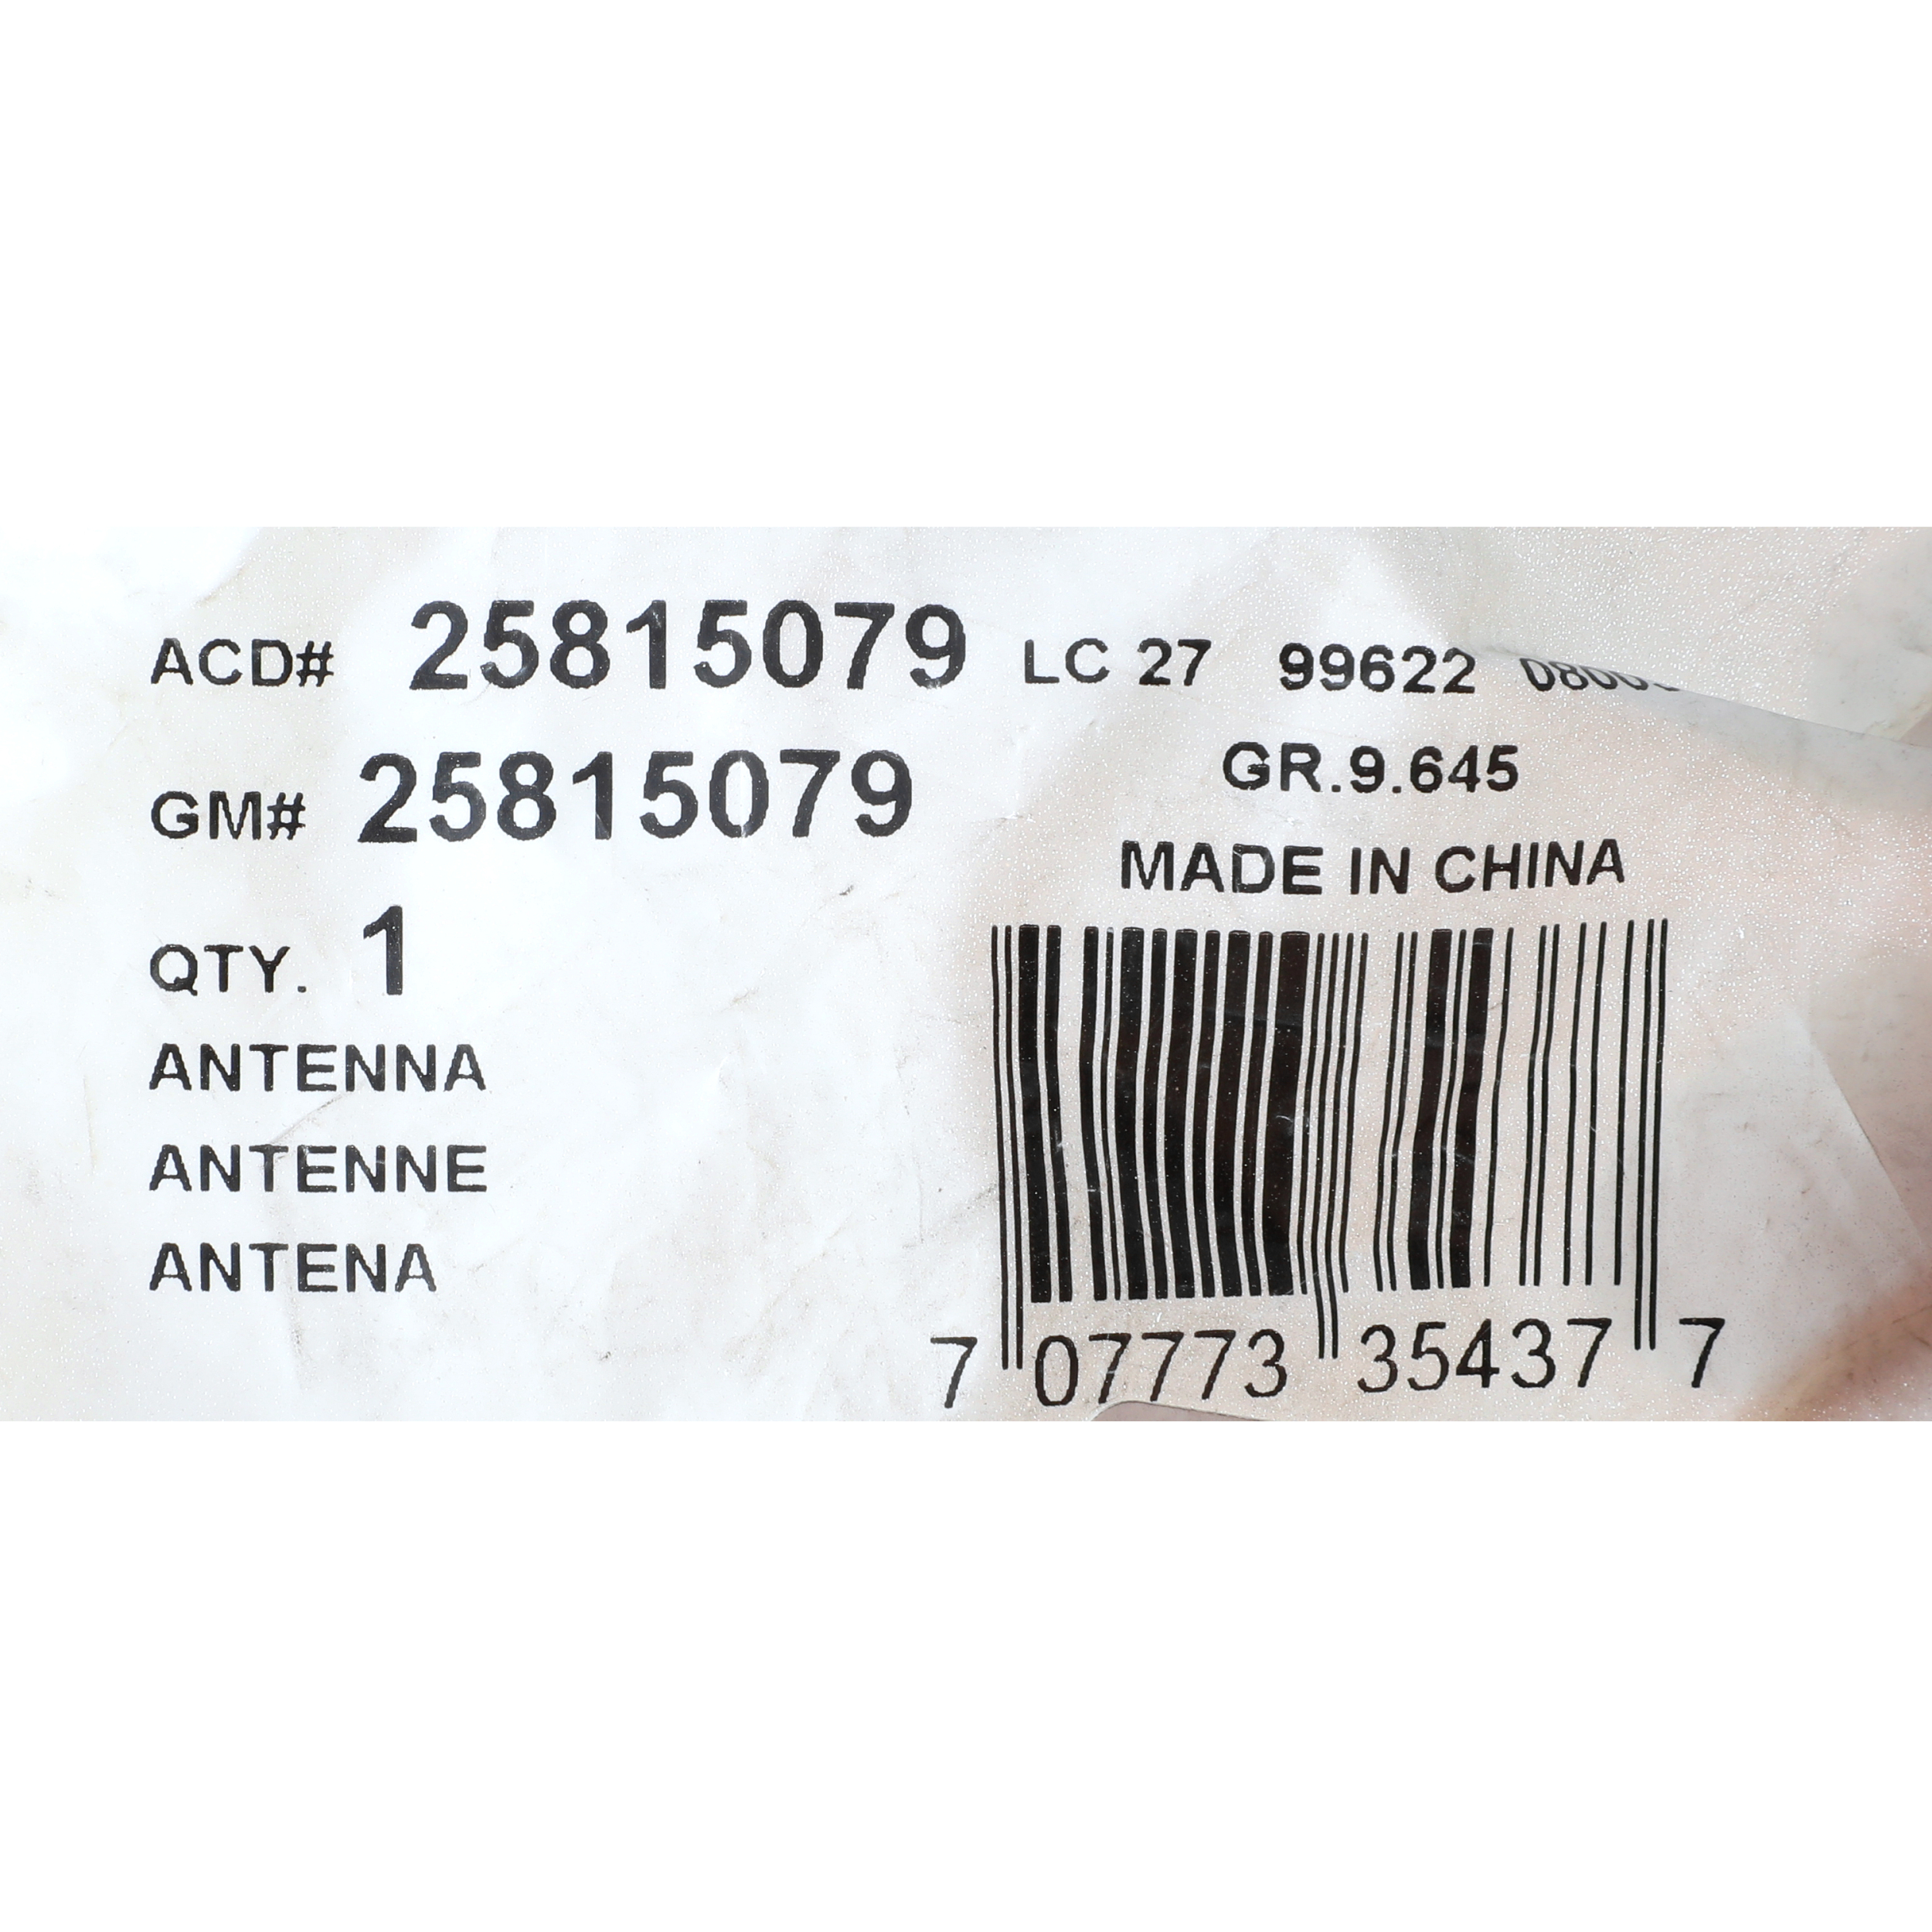 ACD# 25815079 LC 27 99622
GM# 25815079
GR.9.645
MADE IN CHINA
QTY. 1
ANTENNA
ANTENNE
ANTENA
7 07773 35437 7